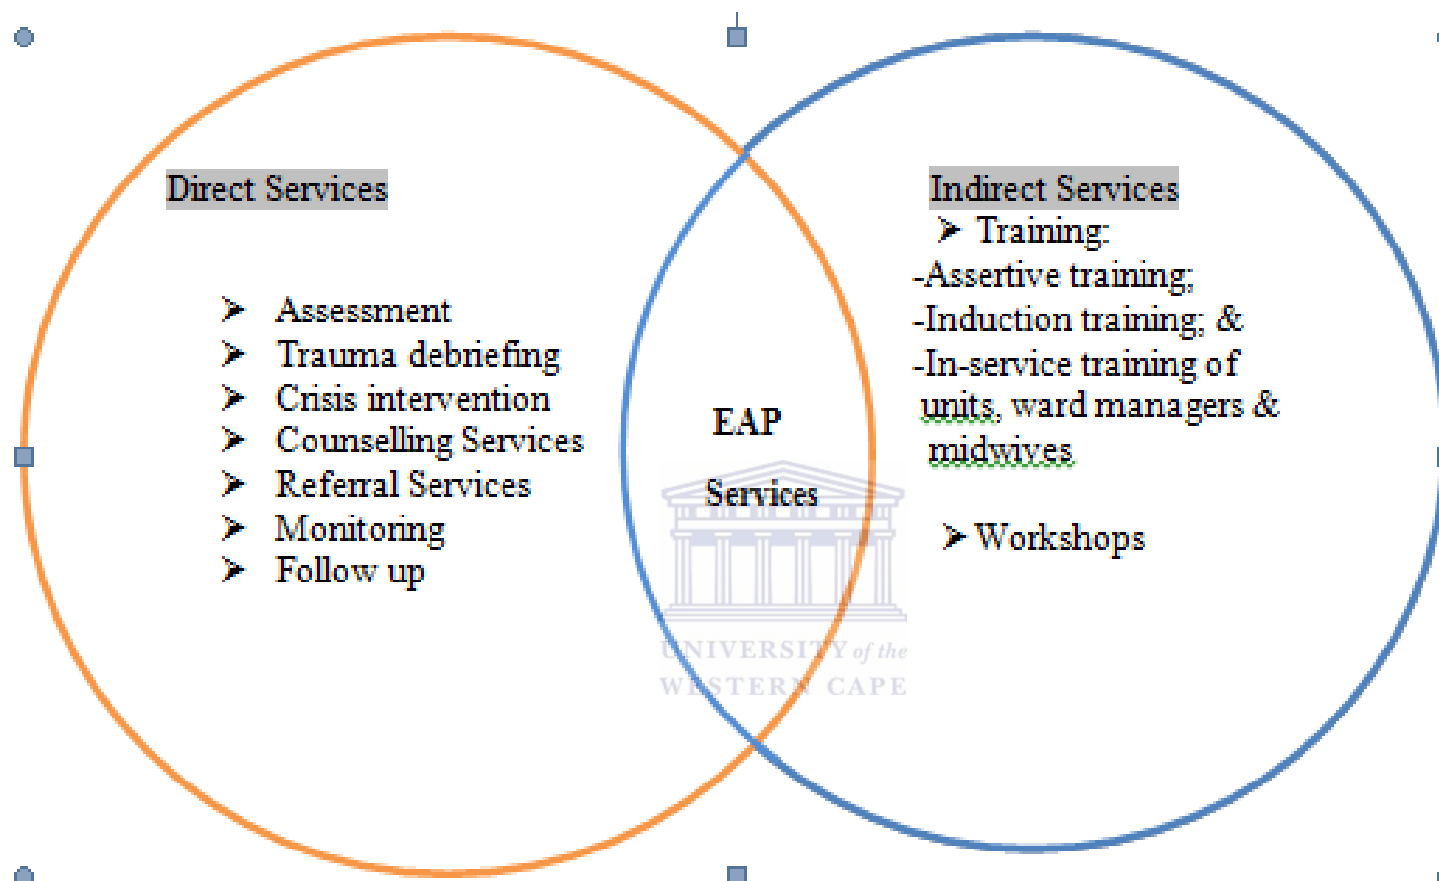 Direct Services
➢ Assessment
➢ Trauma debriefing
➢ Crisis intervention
➢ Counselling Services
➢ Referral Services
➢ Monitoring
➢ Follow up
EAP
Services
Indirect Services
➢ Training:
-Assertive training;
-Induction training; &
-In-service training of
units, ward managers &
midwives
➢ Workshops
UNIVERSITY of the
WESTERN CAPE